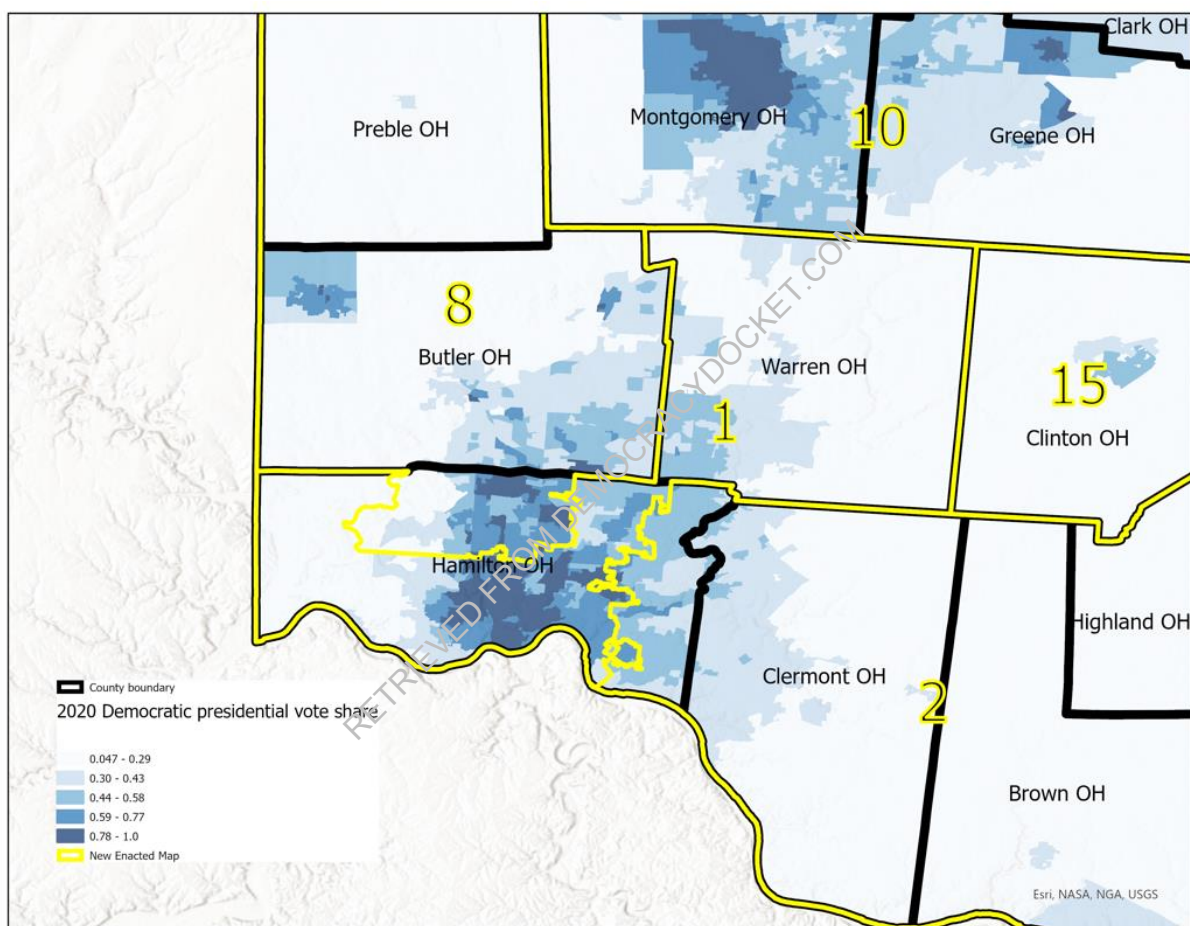 Clark OH
Preble OH
Montgomery OH
10
Greene OH
8
Butler OH
Warren OH
1
15
Clinton OH
Hamilton OH
Highland OH
Clermont OH
2
Brown OH
RETRIEVED FROM DEMOCRACYDOCKET.COM
County boundary
2020 Democratic presidential vote share
0.047 - 0.29
0.30 - 0.43
0.44 - 0.58
0.59 - 0.77
0.78 - 1.0
New Enacted Map
Esri, NASA, NGA, USGS